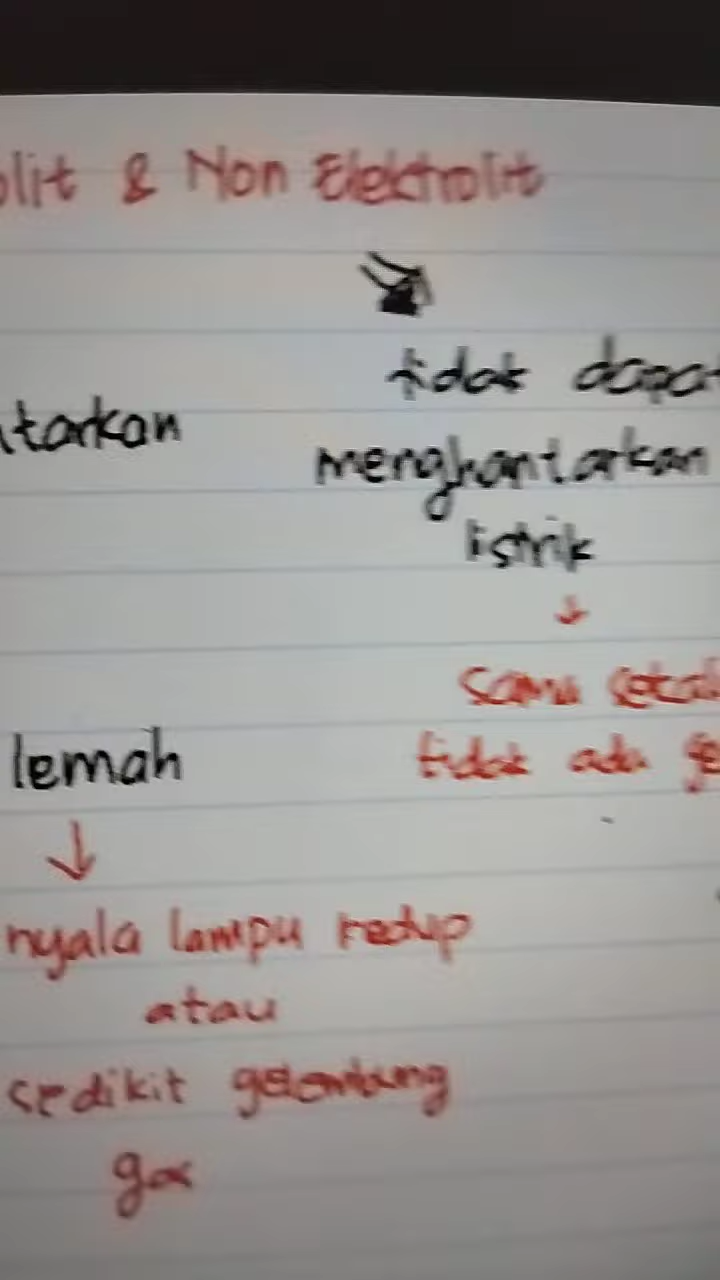 olit & Non Elektrolit
tidak dapat
ntarkan
menghantarkan
listrik
sama sekali
lemah
tidak ada ge
nyala lampu redup
atau
sedikit gelembung
gas